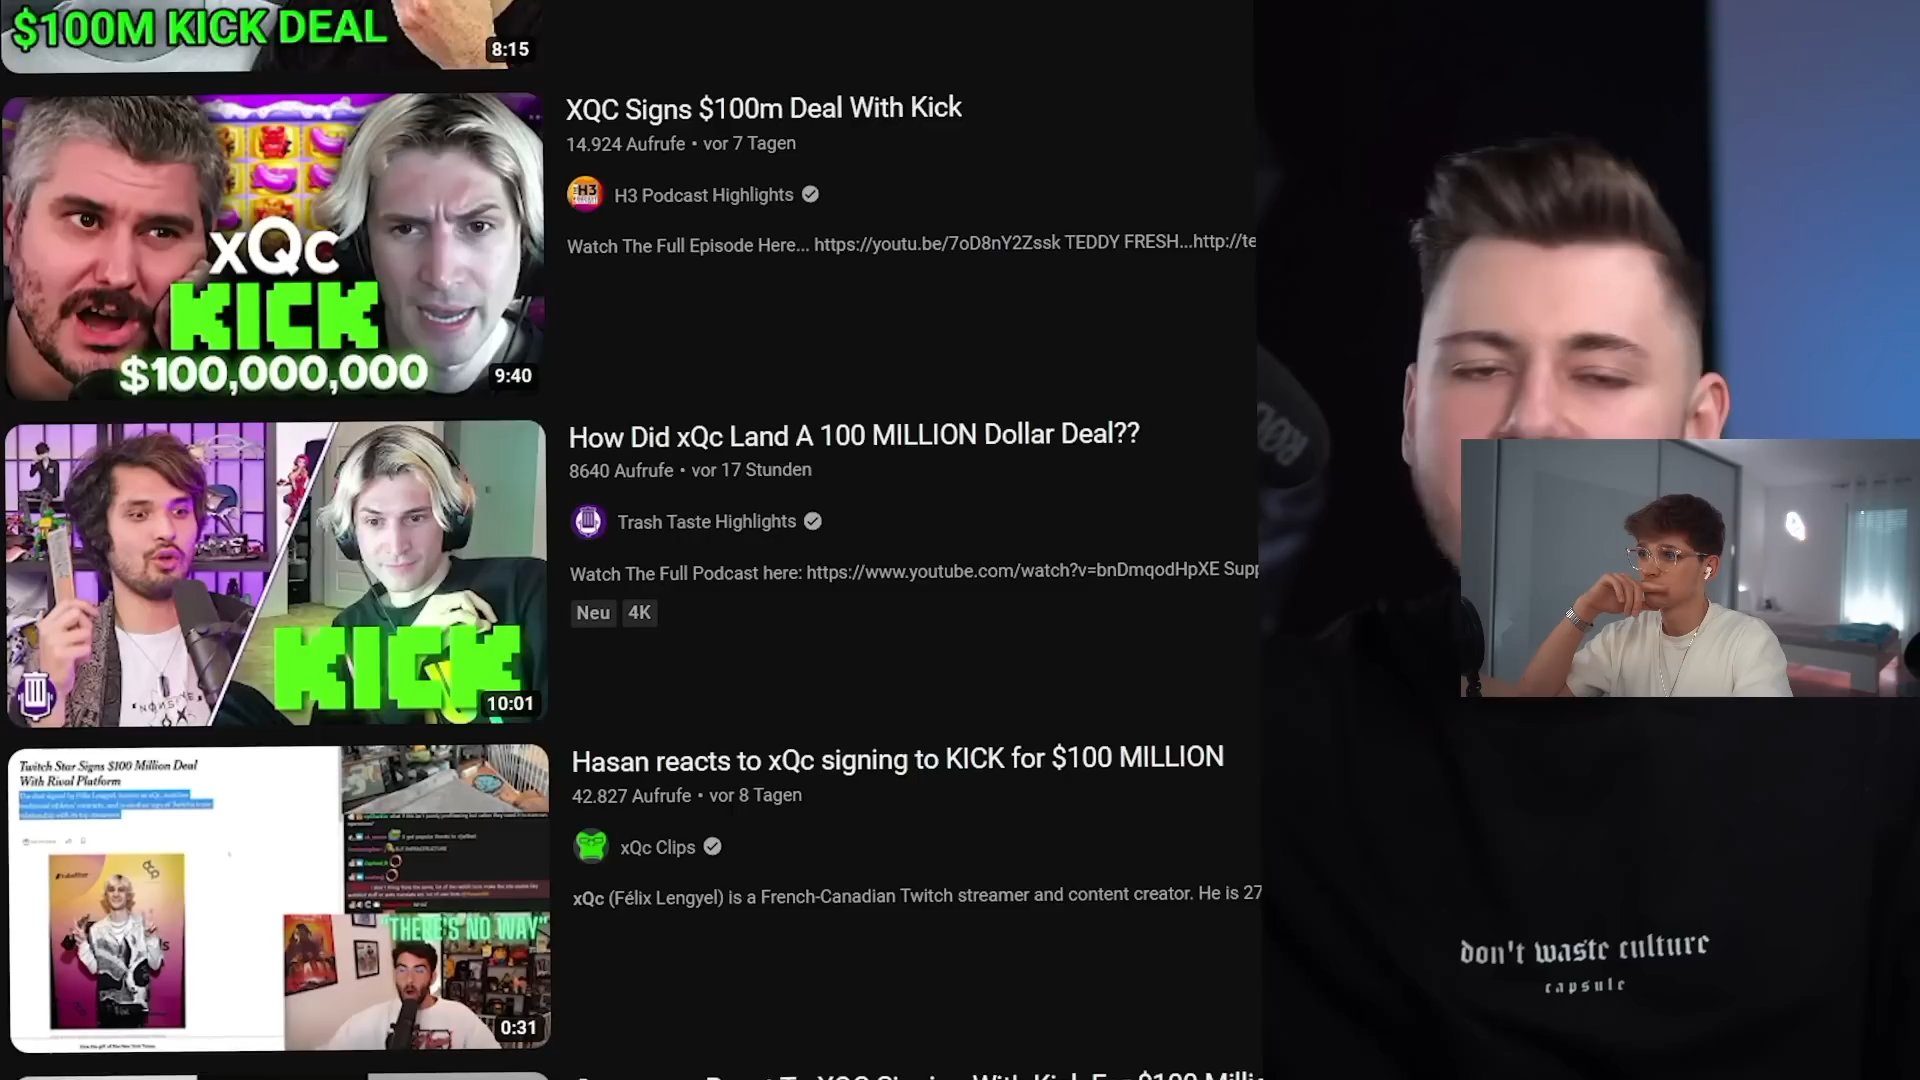 $100M KICK DEAL
8:15
XQC Signs $100m Deal With Kick
14.924 Aufrufe • vor 7 Tagen
H3
H3 Podcast Highlights
Watch The Full Episode Here... https://youtu.be/7oD8nY2Zssk TEDDY FRESH...http://te
xQc
KICK
$100,000,000
9:40
How Did xQc Land A 100 MILLION Dollar Deal??
8640 Aufrufe • vor 17 Stunden
Trash Taste Highlights
Watch The Full Podcast here: https://www.youtube.com/watch?v=bnDmqodHpXE Supp
Neu 4K
KICK
10:01
Hasan reacts to xQc signing to KICK for $100 MILLION
42.827 Aufrufe • vor 8 Tagen
xQc Clips
xQc (Félix Lengyel) is a French-Canadian Twitch streamer and content creator. He is 27
Twitch Star Signs $100 Million Deal
With Rival Platform
"THERE'S NO WAY"
0:31
don't waste culture
capsule